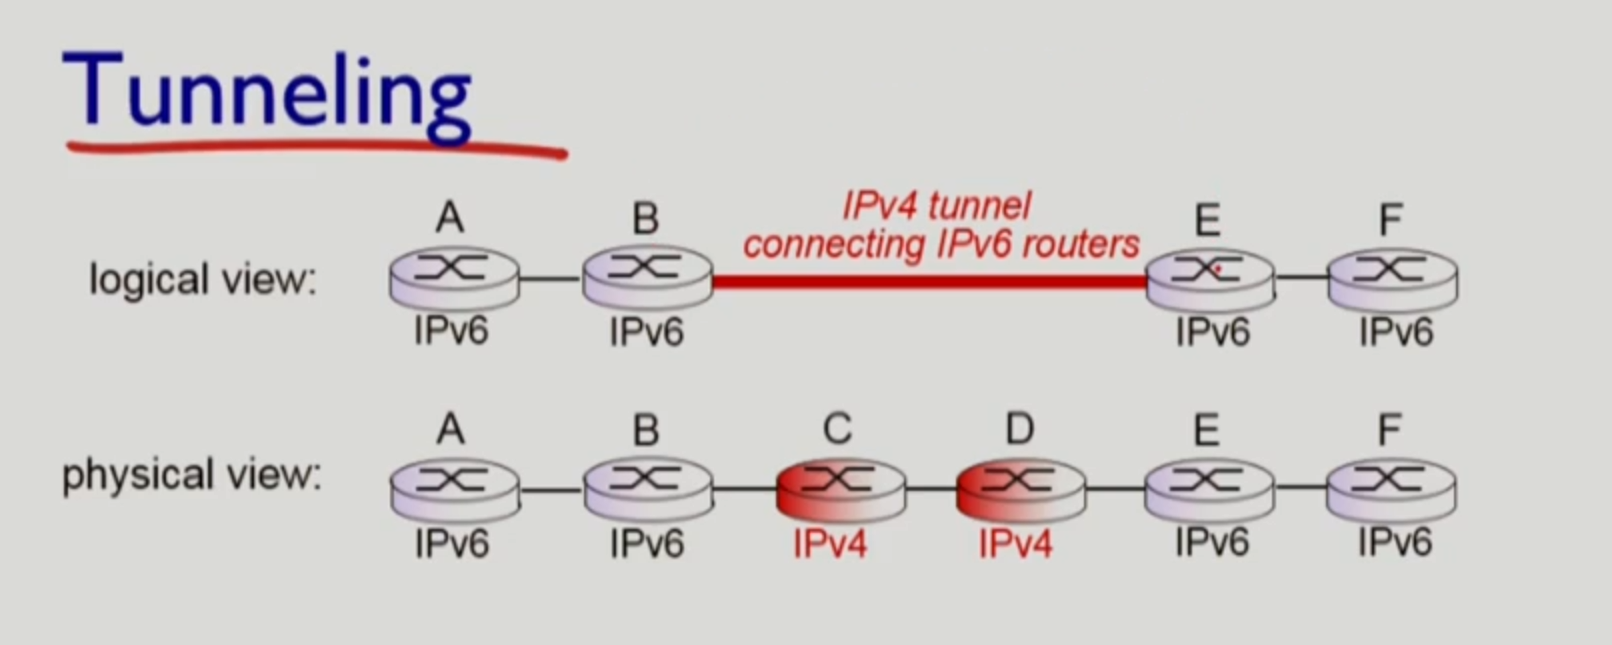 Tunneling
IPv4 tunnel
connecting IPv6 routers
A B E F
logical view:
IPv6 IPv6 IPv6 IPv6
A B C D E F
physical view:
IPv6 IPv6 IPv4 IPv4 IPv6 IPv6